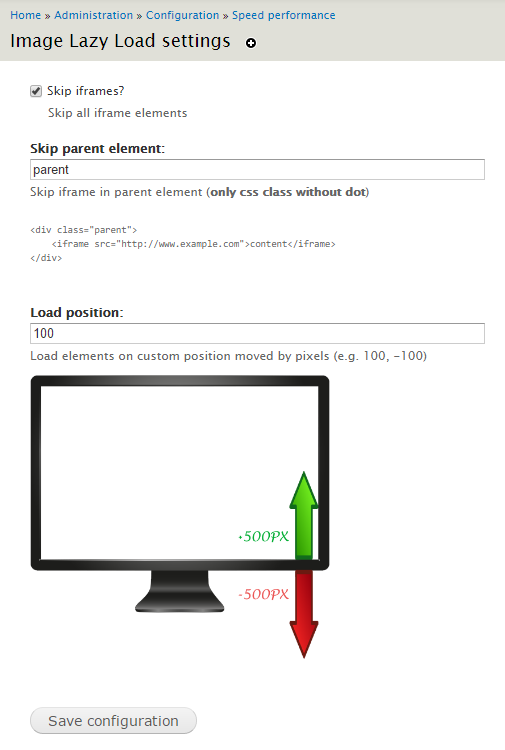 Home » Administration » Configuration » Speed performance
Image Lazy Load settings
Skip iframes?
Skip all iframe elements
Skip parent element:
parent
Skip iframe in parent element (only css class without dot)
<div class="parent">
    <iframe src="http://www.example.com">content</iframe>
</div>
Load position:
100
Load elements on custom position moved by pixels (e.g. 100, -100)
+500PX
-500PX
Save configuration